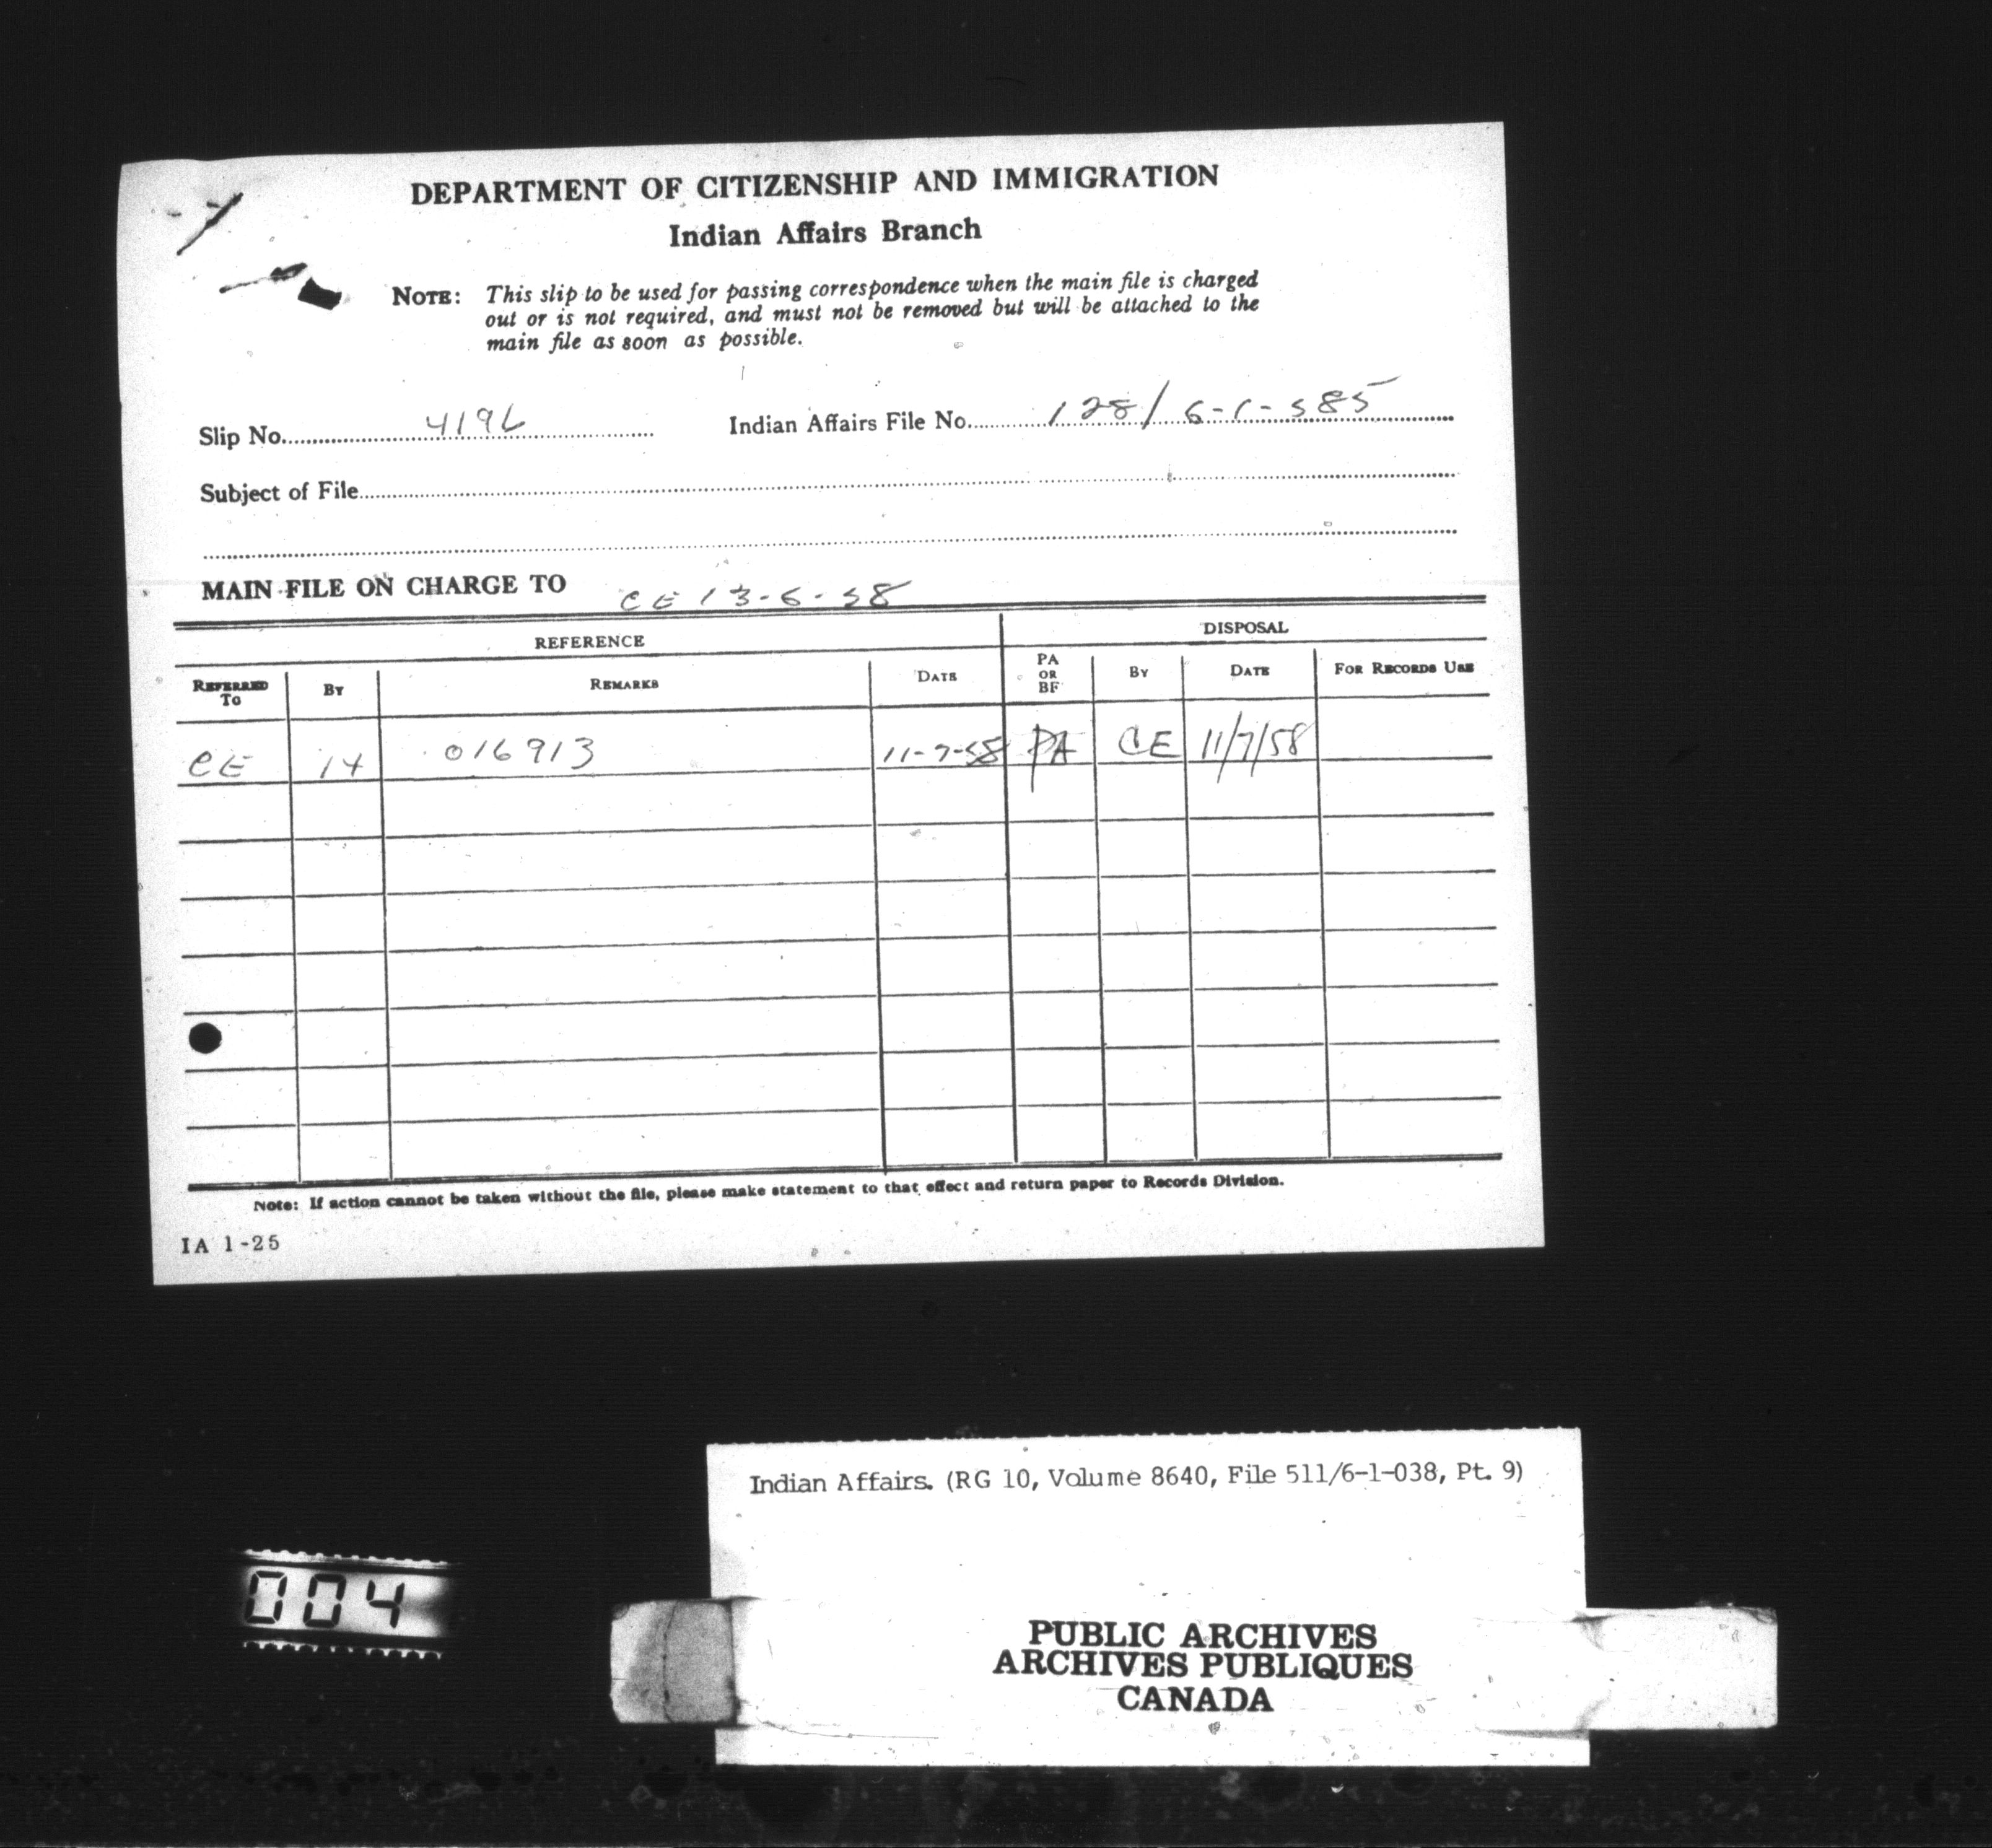 DEPARTMENT OF CITIZENSHIP AND IMMIGRATION
Indian Affairs Branch
NOTE: This slip to be used for passing correspondence when the main file is charged
out or is not required, and must not be removed but will be attached to the
main file as soon as possible.
Slip No. 4196 Indian Affairs File No. 128/6-1-585
Subject of File
MAIN FILE ON CHARGE TO CE 13-6-58
REFERENCE DISPOSAL
REFERRED TO BY REMARKS DATE PA OR BF BY DATE FOR RECORDS USE
CE 14 016913 11-7-58 PA CE 11/7/58
Note: If action cannot be taken without the file, please make statement to that effect and return paper to Records Division.
IA 1-25
Indian Affairs. (RG 10, Volume 8640, File 511/6-1-038, Pt. 9)
004
PUBLIC ARCHIVES
ARCHIVES PUBLIQUES
CANADA